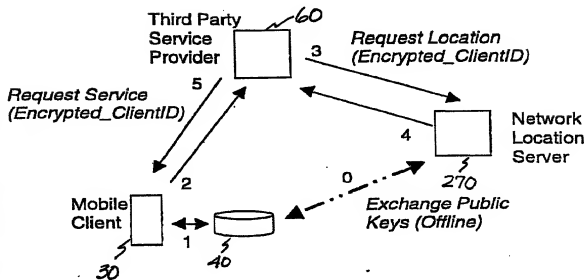 Third Party
Service
Provider
60
3
Request Location
(Encrypted_ClientID)
5
Request Service
(Encrypted_ClientID)
4
Network
Location
Server
2
0
270
Mobile
Client
Exchange Public
Keys (Offline)
1
30
40